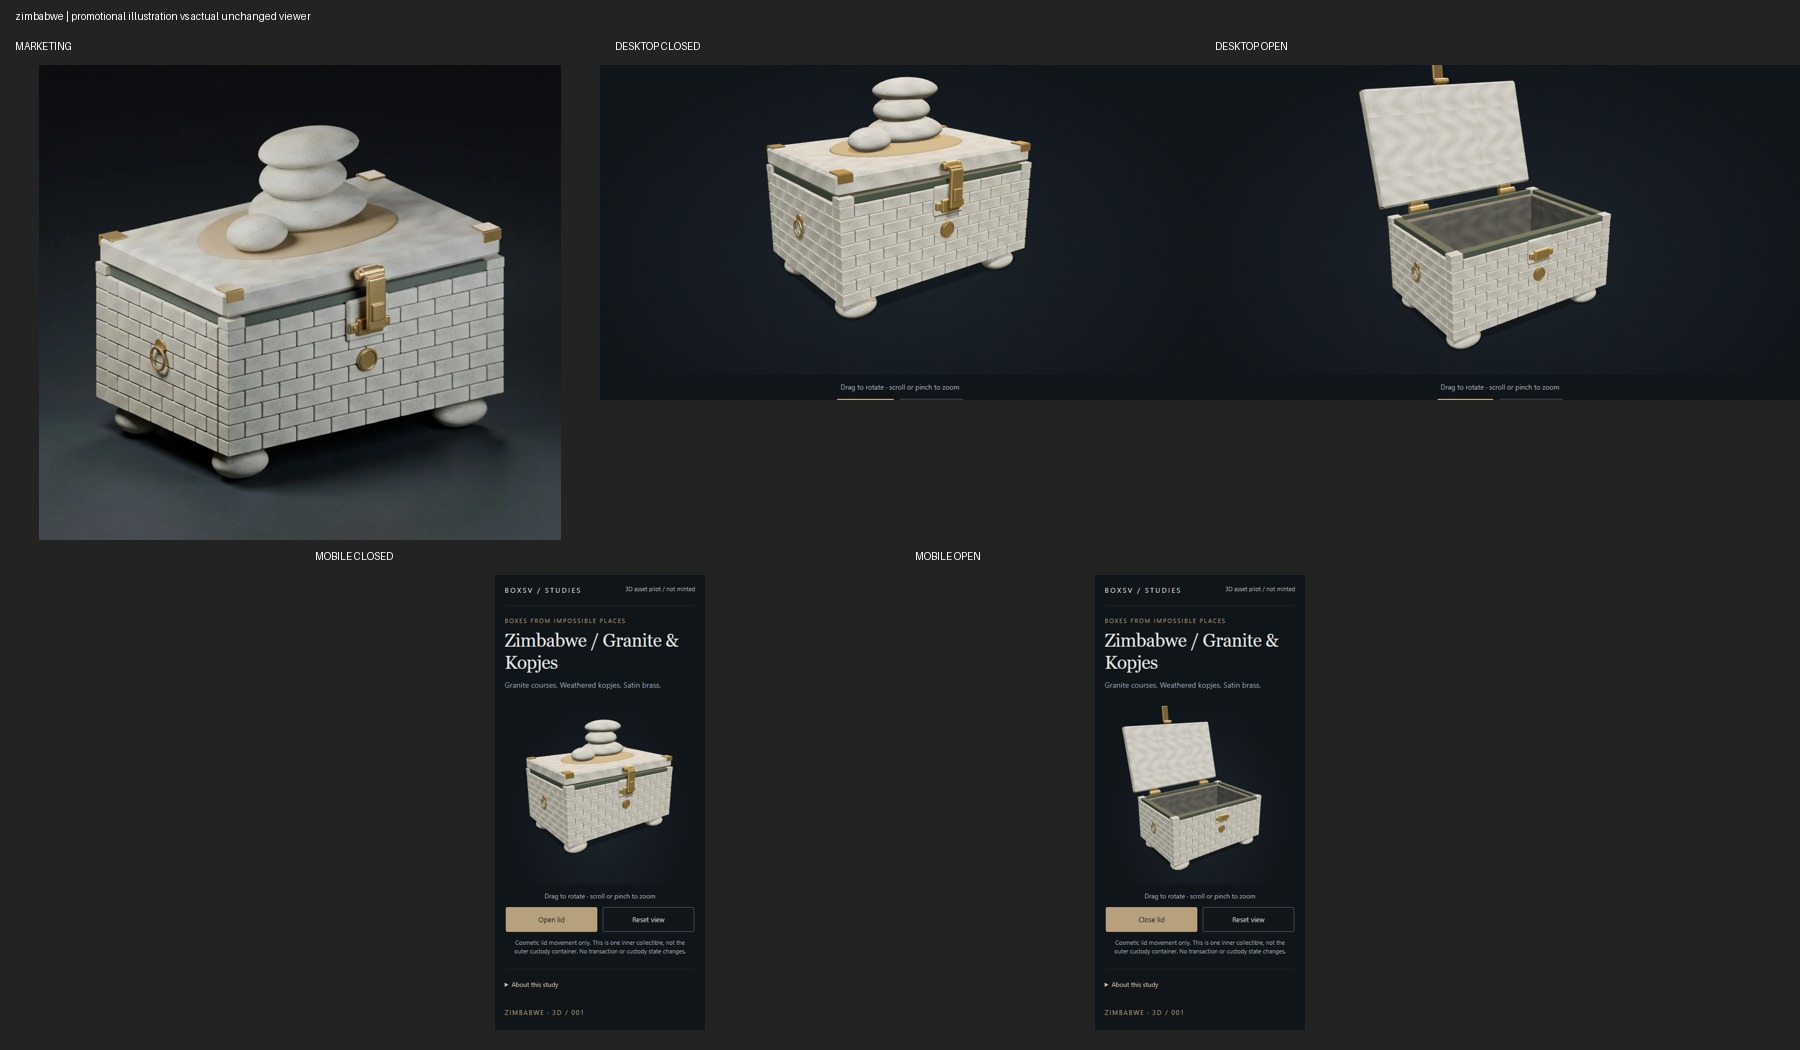 zimbabwe | promotional illustration vs actual unchanged viewer
MARKETING
DESKTOP CLOSED
DESKTOP OPEN
Drag to rotate · scroll or pinch to zoom
Drag to rotate · scroll or pinch to zoom
MOBILE CLOSED
MOBILE OPEN
BOXSV / STUDIES
3D asset pilot / not minted
BOXES FROM IMPOSSIBLE PLACES
Zimbabwe / Granite &
Kopjes
Granite courses. Weathered kopjes. Satin brass.
Drag to rotate · scroll or pinch to zoom
Open lid
Reset view
Cosmetic lid movement only. This is one inner collectible, not the
outer custody container. No transaction or custody state changes.
▶ About this study
ZIMBABWE · 3D / 001
BOXSV / STUDIES
3D asset pilot / not minted
BOXES FROM IMPOSSIBLE PLACES
Zimbabwe / Granite &
Kopjes
Granite courses. Weathered kopjes. Satin brass.
Drag to rotate · scroll or pinch to zoom
Close lid
Reset view
Cosmetic lid movement only. This is one inner collectible, not the
outer custody container. No transaction or custody state changes.
▶ About this study
ZIMBABWE · 3D / 001